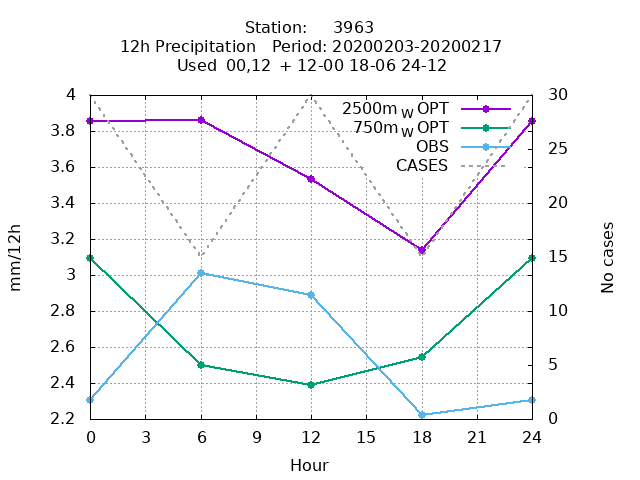 Station: 3963
12h Precipitation Period: 20200203-20200217
Used 00,12 + 12-00 18-06 24-12
4 30
2500m w OPT
3.8 750m w OPT
OBS 25
3.6 CASES
3.4 20
3.2
mm/12h 3 15 No cases
2.8 10
2.6
2.4 5
2.2 0
0 3 6 9 12 15 18 21 24
Hour